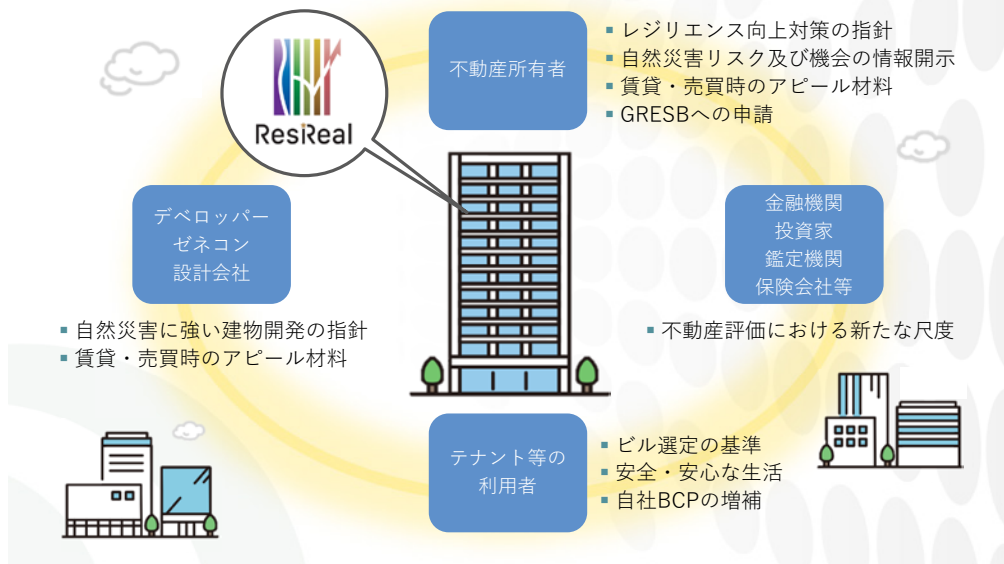 ResiReal
不動産所有者
▪ レジリエンス向上対策の指針
▪ 自然災害リスク及び機会の情報開示
▪ 賃貸・売買時のアピール材料
▪ GRESBへの申請
デベロッパー
ゼネコン
設計会社
▪ 自然災害に強い建物開発の指針
▪ 賃貸・売買時のアピール材料
金融機関
投資家
鑑定機関
保険会社等
▪ 不動産評価における新たな尺度
テナント等の
利用者
▪ ビル選定の基準
▪ 安全・安心な生活
▪ 自社BCPの増補